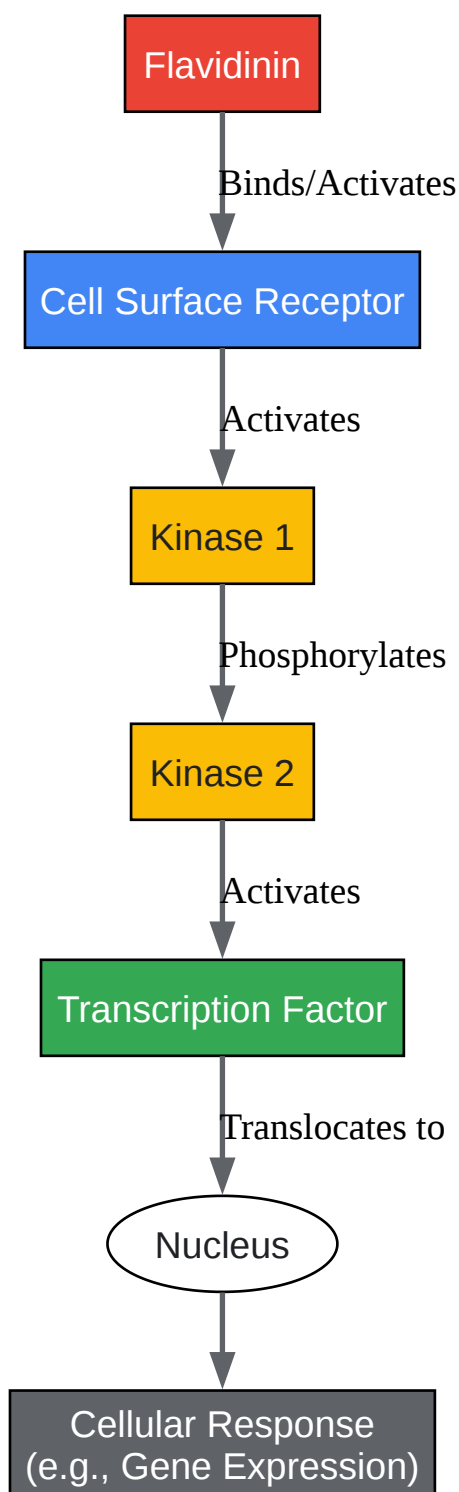 Flavidinin
Binds/Activates
Cell Surface Receptor
Activates
Kinase 1
Phosphorylates
Kinase 2
Activates
Transcription Factor
Translocates to
Nucleus
Cellular Response
(e.g., Gene Expression)